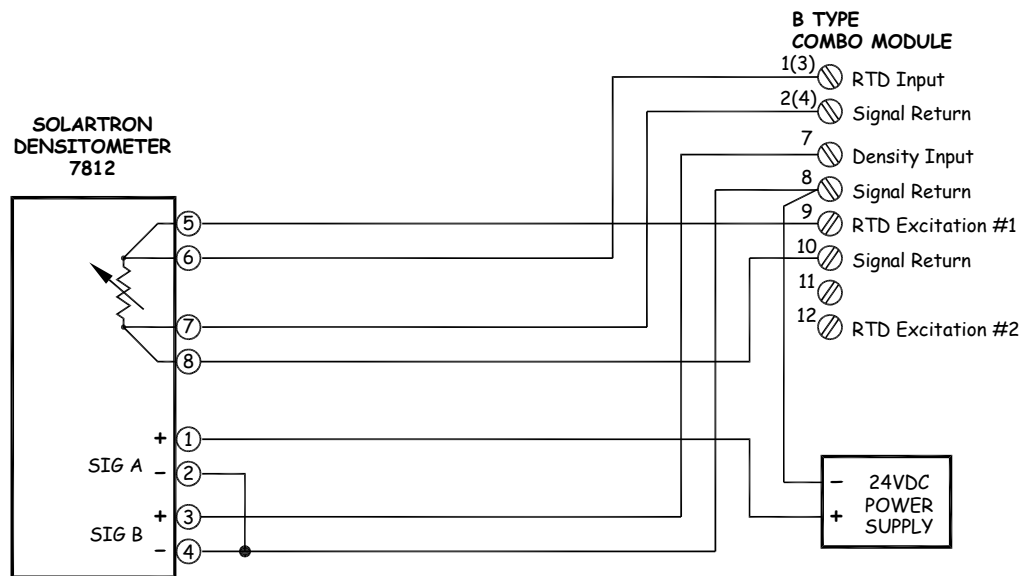 B TYPE
COMBO MODULE
1(3) RTD Input
2(4) Signal Return
7 Density Input
8 Signal Return
9 RTD Excitation #1
10 Signal Return
11
12 RTD Excitation #2
SOLARTRON
DENSITOMETER
7812
5
6
7
8
+ 1
SIG A
- 2
+ 3
SIG B
- 4
- 24VDC
POWER
+ SUPPLY